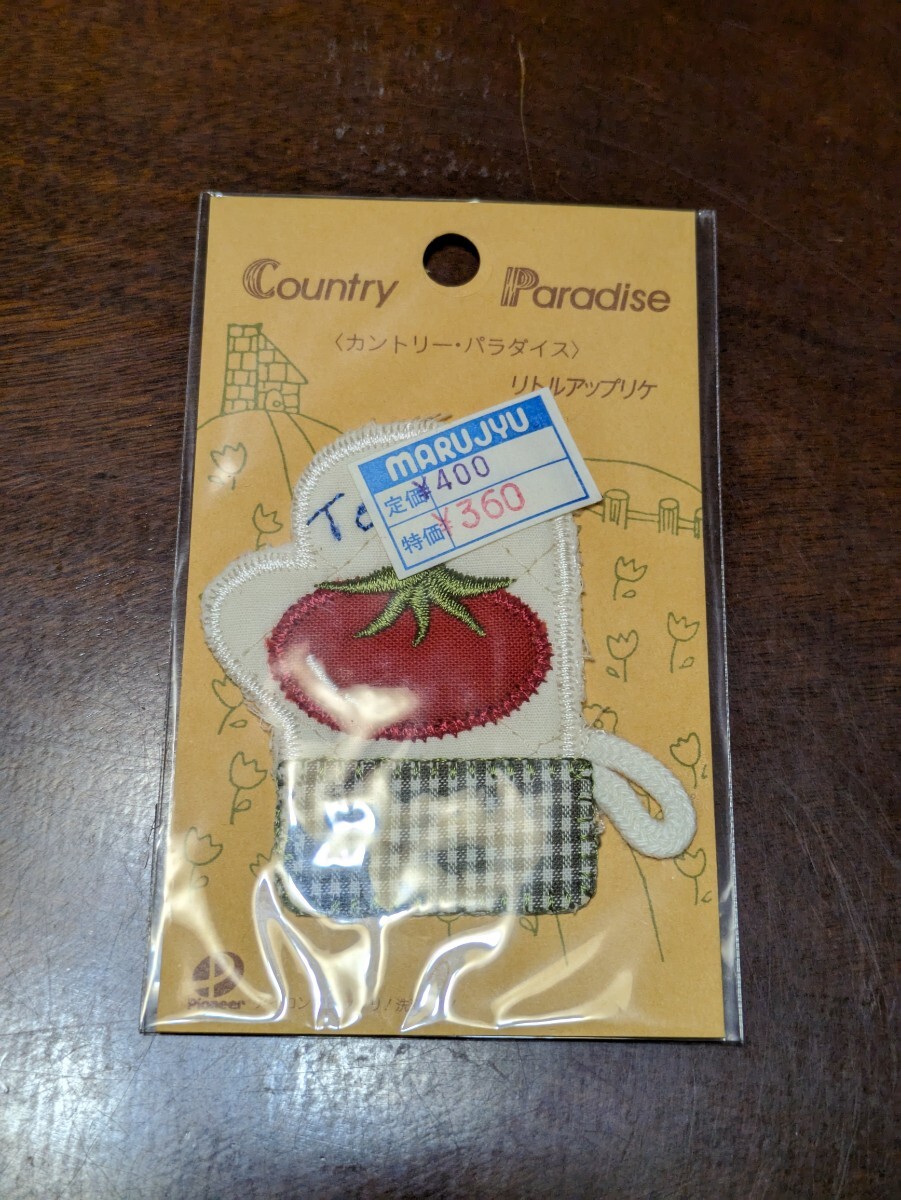 Country Paradise
〈カントリー・パラダイス〉
リトルアップリケ
MARUJYU
定価 ¥400
特価 ¥360
Pioneer